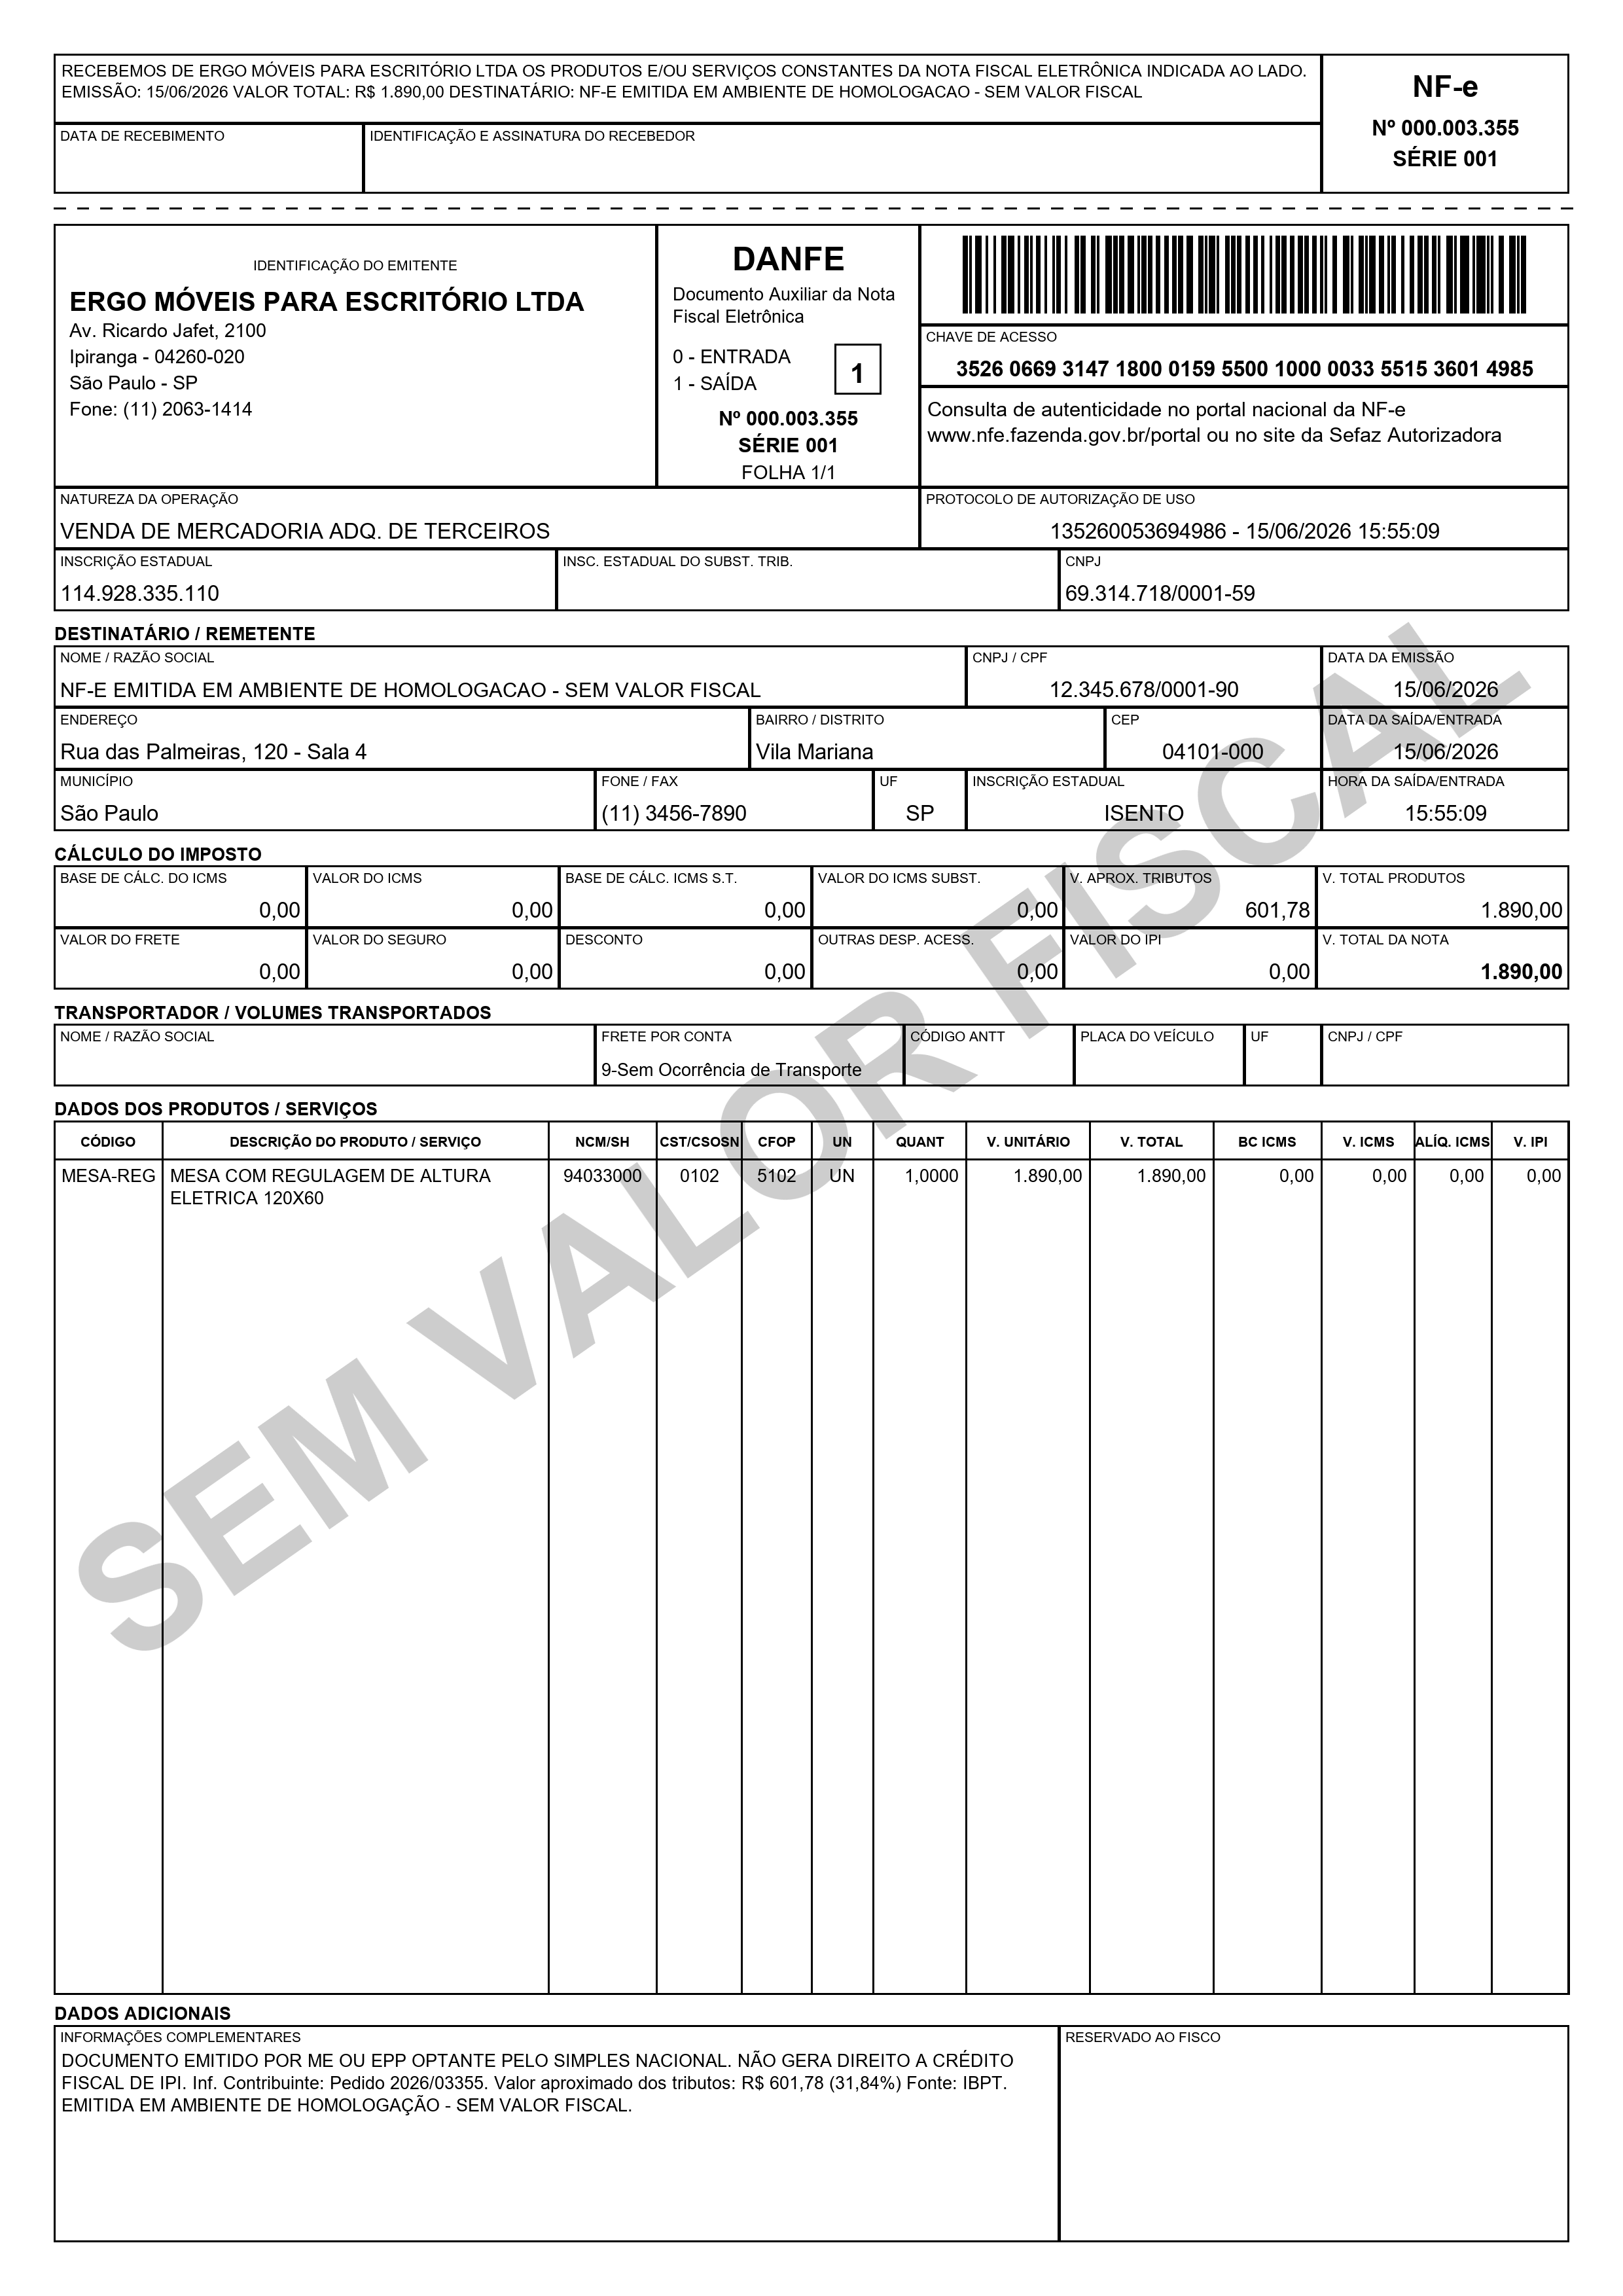 RECEBEMOS DE ERGO MÓVEIS PARA ESCRITÓRIO LTDA OS PRODUTOS E/OU SERVIÇOS CONSTANTES DA NOTA FISCAL ELETRÔNICA INDICADA AO LADO.
EMISSÃO: 15/06/2026 VALOR TOTAL: R$ 1.890,00 DESTINATÁRIO: NF-E EMITIDA EM AMBIENTE DE HOMOLOGACAO - SEM VALOR FISCAL
DATA DE RECEBIMENTO
IDENTIFICAÇÃO E ASSINATURA DO RECEBEDOR
NF-e
Nº 000.003.355
SÉRIE 001
IDENTIFICAÇÃO DO EMITENTE
ERGO MÓVEIS PARA ESCRITÓRIO LTDA
Av. Ricardo Jafet, 2100
Ipiranga - 04260-020
São Paulo - SP
Fone: (11) 2063-1414
DANFE
Documento Auxiliar da Nota
Fiscal Eletrônica
0 - ENTRADA
1 - SAÍDA
1
Nº 000.003.355
SÉRIE 001
FOLHA 1/1
CHAVE DE ACESSO
3526 0669 3147 1800 0159 5500 1000 0033 5515 3601 4985
Consulta de autenticidade no portal nacional da NF-e
www.nfe.fazenda.gov.br/portal ou no site da Sefaz Autorizadora
NATUREZA DA OPERAÇÃO
VENDA DE MERCADORIA ADQ. DE TERCEIROS
PROTOCOLO DE AUTORIZAÇÃO DE USO
135260053694986 - 15/06/2026 15:55:09
INSCRIÇÃO ESTADUAL
114.928.335.110
INSC. ESTADUAL DO SUBST. TRIB.
CNPJ
69.314.718/0001-59
DESTINATÁRIO / REMETENTE
NOME / RAZÃO SOCIAL
NF-E EMITIDA EM AMBIENTE DE HOMOLOGACAO - SEM VALOR FISCAL
CNPJ / CPF
12.345.678/0001-90
DATA DA EMISSÃO
15/06/2026
ENDEREÇO
Rua das Palmeiras, 120 - Sala 4
BAIRRO / DISTRITO
Vila Mariana
CEP
04101-000
DATA DA SAÍDA/ENTRADA
15/06/2026
MUNICÍPIO
São Paulo
FONE / FAX
(11) 3456-7890
UF
SP
INSCRIÇÃO ESTADUAL
ISENTO
HORA DA SAÍDA/ENTRADA
15:55:09
CÁLCULO DO IMPOSTO
BASE DE CÁLC. DO ICMS
0,00
VALOR DO ICMS
0,00
BASE DE CÁLC. ICMS S.T.
0,00
VALOR DO ICMS SUBST.
0,00
V. APROX. TRIBUTOS
601,78
V. TOTAL PRODUTOS
1.890,00
VALOR DO FRETE
0,00
VALOR DO SEGURO
0,00
DESCONTO
0,00
OUTRAS DESP. ACESS.
0,00
VALOR DO IPI
0,00
V. TOTAL DA NOTA
1.890,00
TRANSPORTADOR / VOLUMES TRANSPORTADOS
NOME / RAZÃO SOCIAL
FRETE POR CONTA
9-Sem Ocorrência de Transporte
CÓDIGO ANTT
PLACA DO VEÍCULO
UF
CNPJ / CPF
DADOS DOS PRODUTOS / SERVIÇOS
CÓDIGO DESCRIÇÃO DO PRODUTO / SERVIÇO NCM/SH CST/CSOSN CFOP UN QUANT V. UNITÁRIO V. TOTAL BC ICMS V. ICMS ALÍQ. ICMS V. IPI
MESA-REG MESA COM REGULAGEM DE ALTURA 94033000 0102 5102 UN 1,0000 1.890,00 1.890,00 0,00 0,00 0,00 0,00
ELETRICA 120X60
SEM VALOR FISCAL
DADOS ADICIONAIS
INFORMAÇÕES COMPLEMENTARES
DOCUMENTO EMITIDO POR ME OU EPP OPTANTE PELO SIMPLES NACIONAL. NÃO GERA DIREITO A CRÉDITO
FISCAL DE IPI. Inf. Contribuinte: Pedido 2026/03355. Valor aproximado dos tributos: R$ 601,78 (31,84%) Fonte: IBPT.
EMITIDA EM AMBIENTE DE HOMOLOGAÇÃO - SEM VALOR FISCAL.
RESERVADO AO FISCO